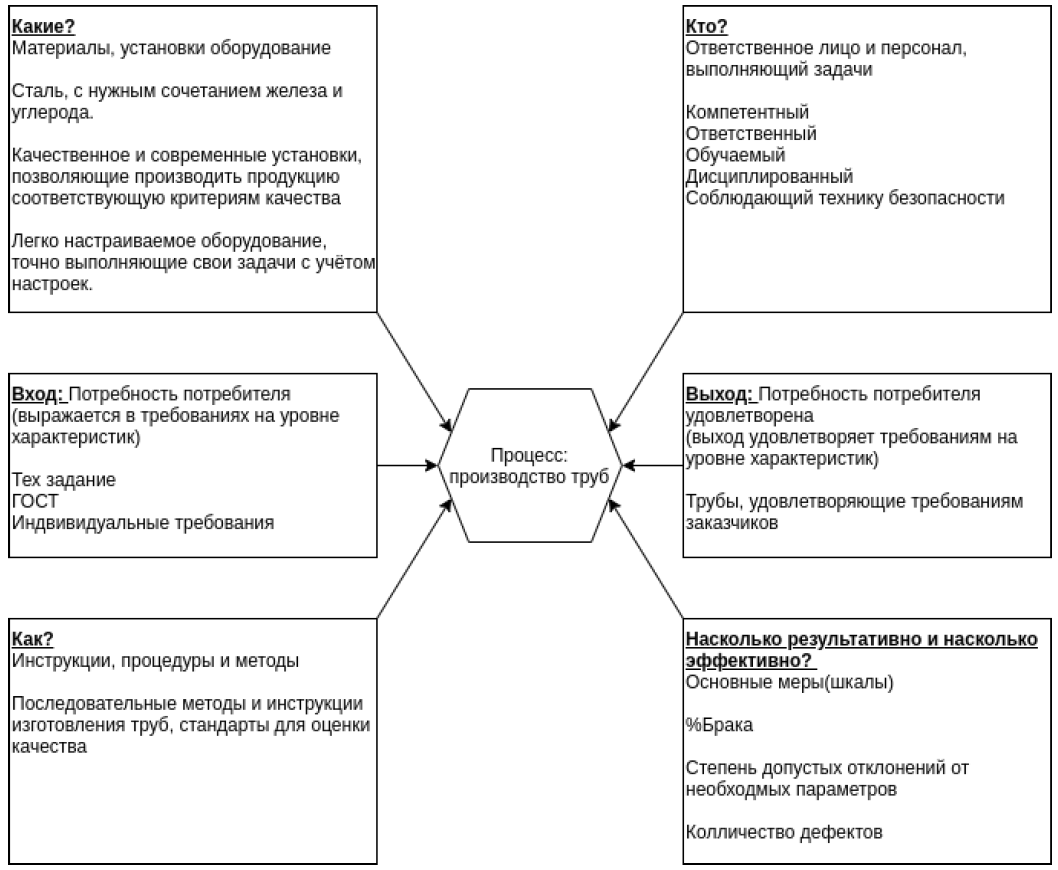 Какие?
Материалы, установки оборудование
Сталь, с нужным сочетанием железа и
углерода.
Качественное и современные установки,
позволяющие производить продукцию
соответствующую критериям качества
Легко настраиваемое оборудование,
точно выполняющие свои задачи с учётом
настроек.
Кто?
Ответственное лицо и персонал,
выполняющий задачи
Компетентный
Ответственный
Обучаемый
Дисциплированный
Соблюдающий технику безопасности
Вход: Потребность потребителя
(выражается в требованиях на уровне
характеристик)
Тех задание
ГОСТ
Индвивидуальные требования
Процесс:
производство труб
Выход: Потребность потребителя
удовлетворена
(выход удовлетворяет требованиям на
уровне характеристик)
Трубы, удовлетворяющие требованиям
заказчиков
Как?
Инструкции, процедуры и методы
Последовательные методы и инструкции
изготовления труб, стандарты для оценки
качества
Насколько результативно и насколько
эффективно?
Основные меры(шкалы)
%Брака
Степень допустых отклонений от
необходмых параметров
Колличество дефектов